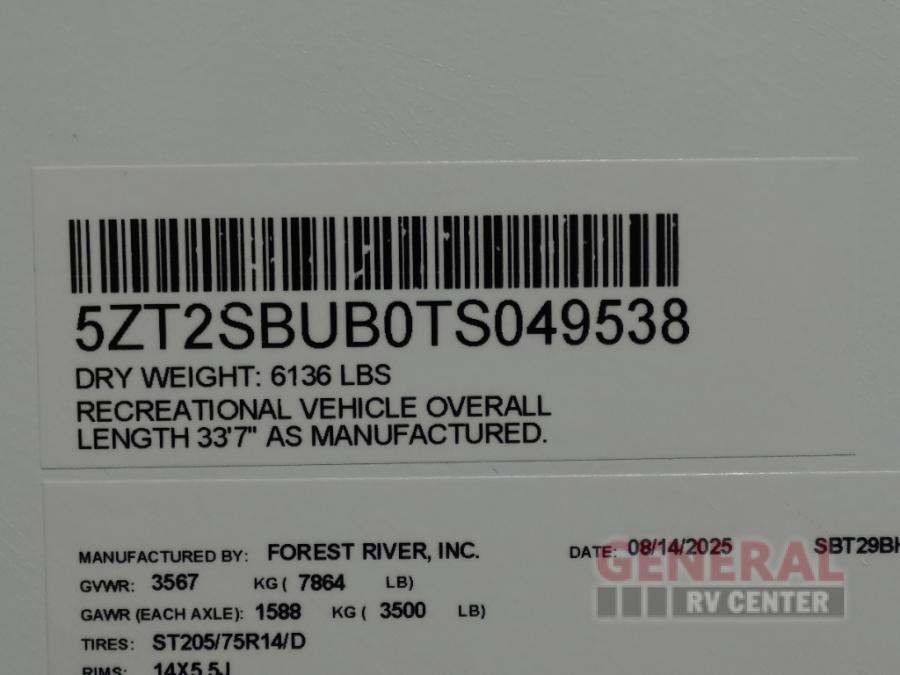 5ZT2SBUB0TS049538
DRY WEIGHT: 6136 LBS
RECREATIONAL VEHICLE OVERALL
LENGTH 33'7" AS MANUFACTURED.
MANUFACTURED BY: FOREST RIVER, INC. DATE: 08/14/2025 SBT29BH
GVWR: 3567 KG ( 7864 LB)
GAWR (EACH AXLE): 1588 KG ( 3500 LB)
TIRES: ST205/75R14/D
RIMS: 14X5.5J
GENERAL
RV CENTER